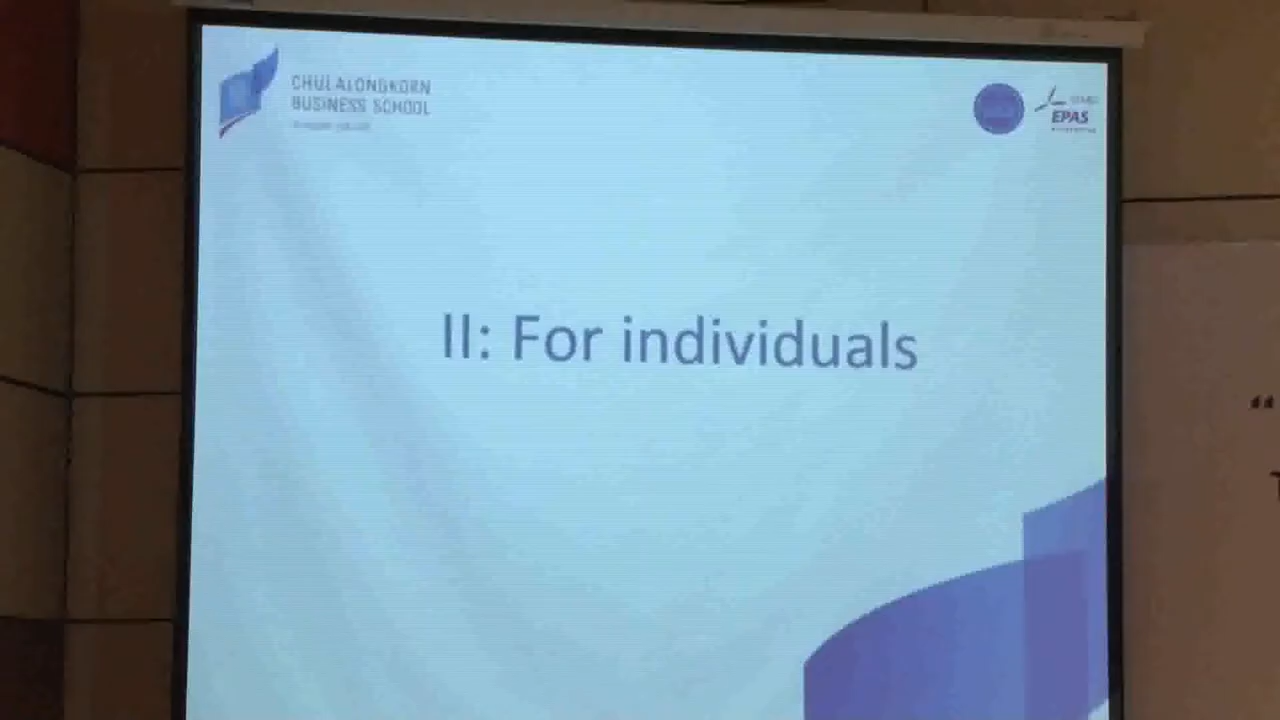 CHULALONGKORN
BUSINESS SCHOOL
EPAS
II: For individuals
“